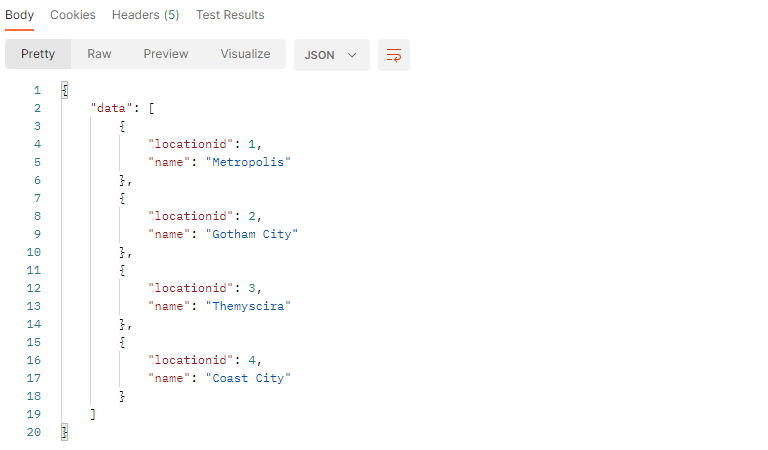 Body Cookies Headers (5) Test Results
Pretty Raw Preview Visualize JSON
1 {
2 "data": [
3 {
4 "locationid": 1,
5 "name": "Metropolis"
6 },
7 {
8 "locationid": 2,
9 "name": "Gotham City"
10 },
11 {
12 "locationid": 3,
13 "name": "Themyscira"
14 },
15 {
16 "locationid": 4,
17 "name": "Coast City"
18 }
19 ]
20 }